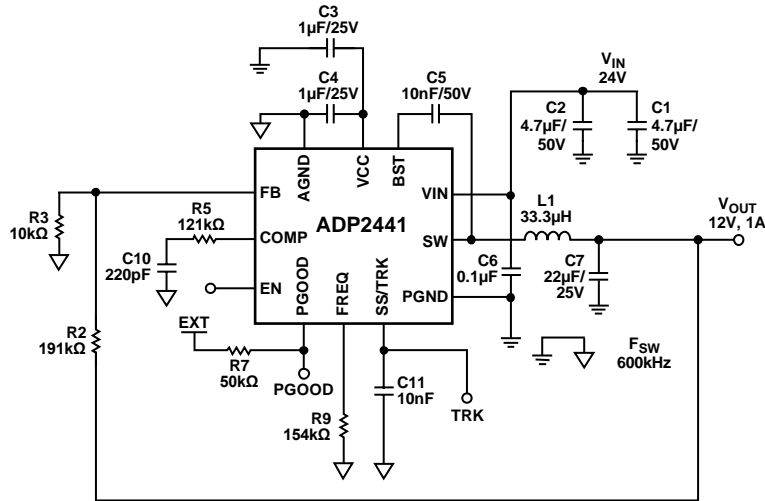 C3
1µF/25V
C4
1µF/25V
C5
10nF/50V
VIN
24V
C2
4.7µF/
50V
C1
4.7µF/
50V
AGND
VCC
BST
FB
VIN
ADP2441
R3
10kΩ
R5
121kΩ
COMP
SW
L1
33.3µH
VOUT
12V, 1A
C10
220pF
EN
PGOOD
FREQ
SS/TRK
PGND
C6
0.1µF
C7
22µF/
25V
R2
191kΩ
EXT
R7
50kΩ
PGOOD
C11
10nF
TRK
R9
154kΩ
FSW
600kHz